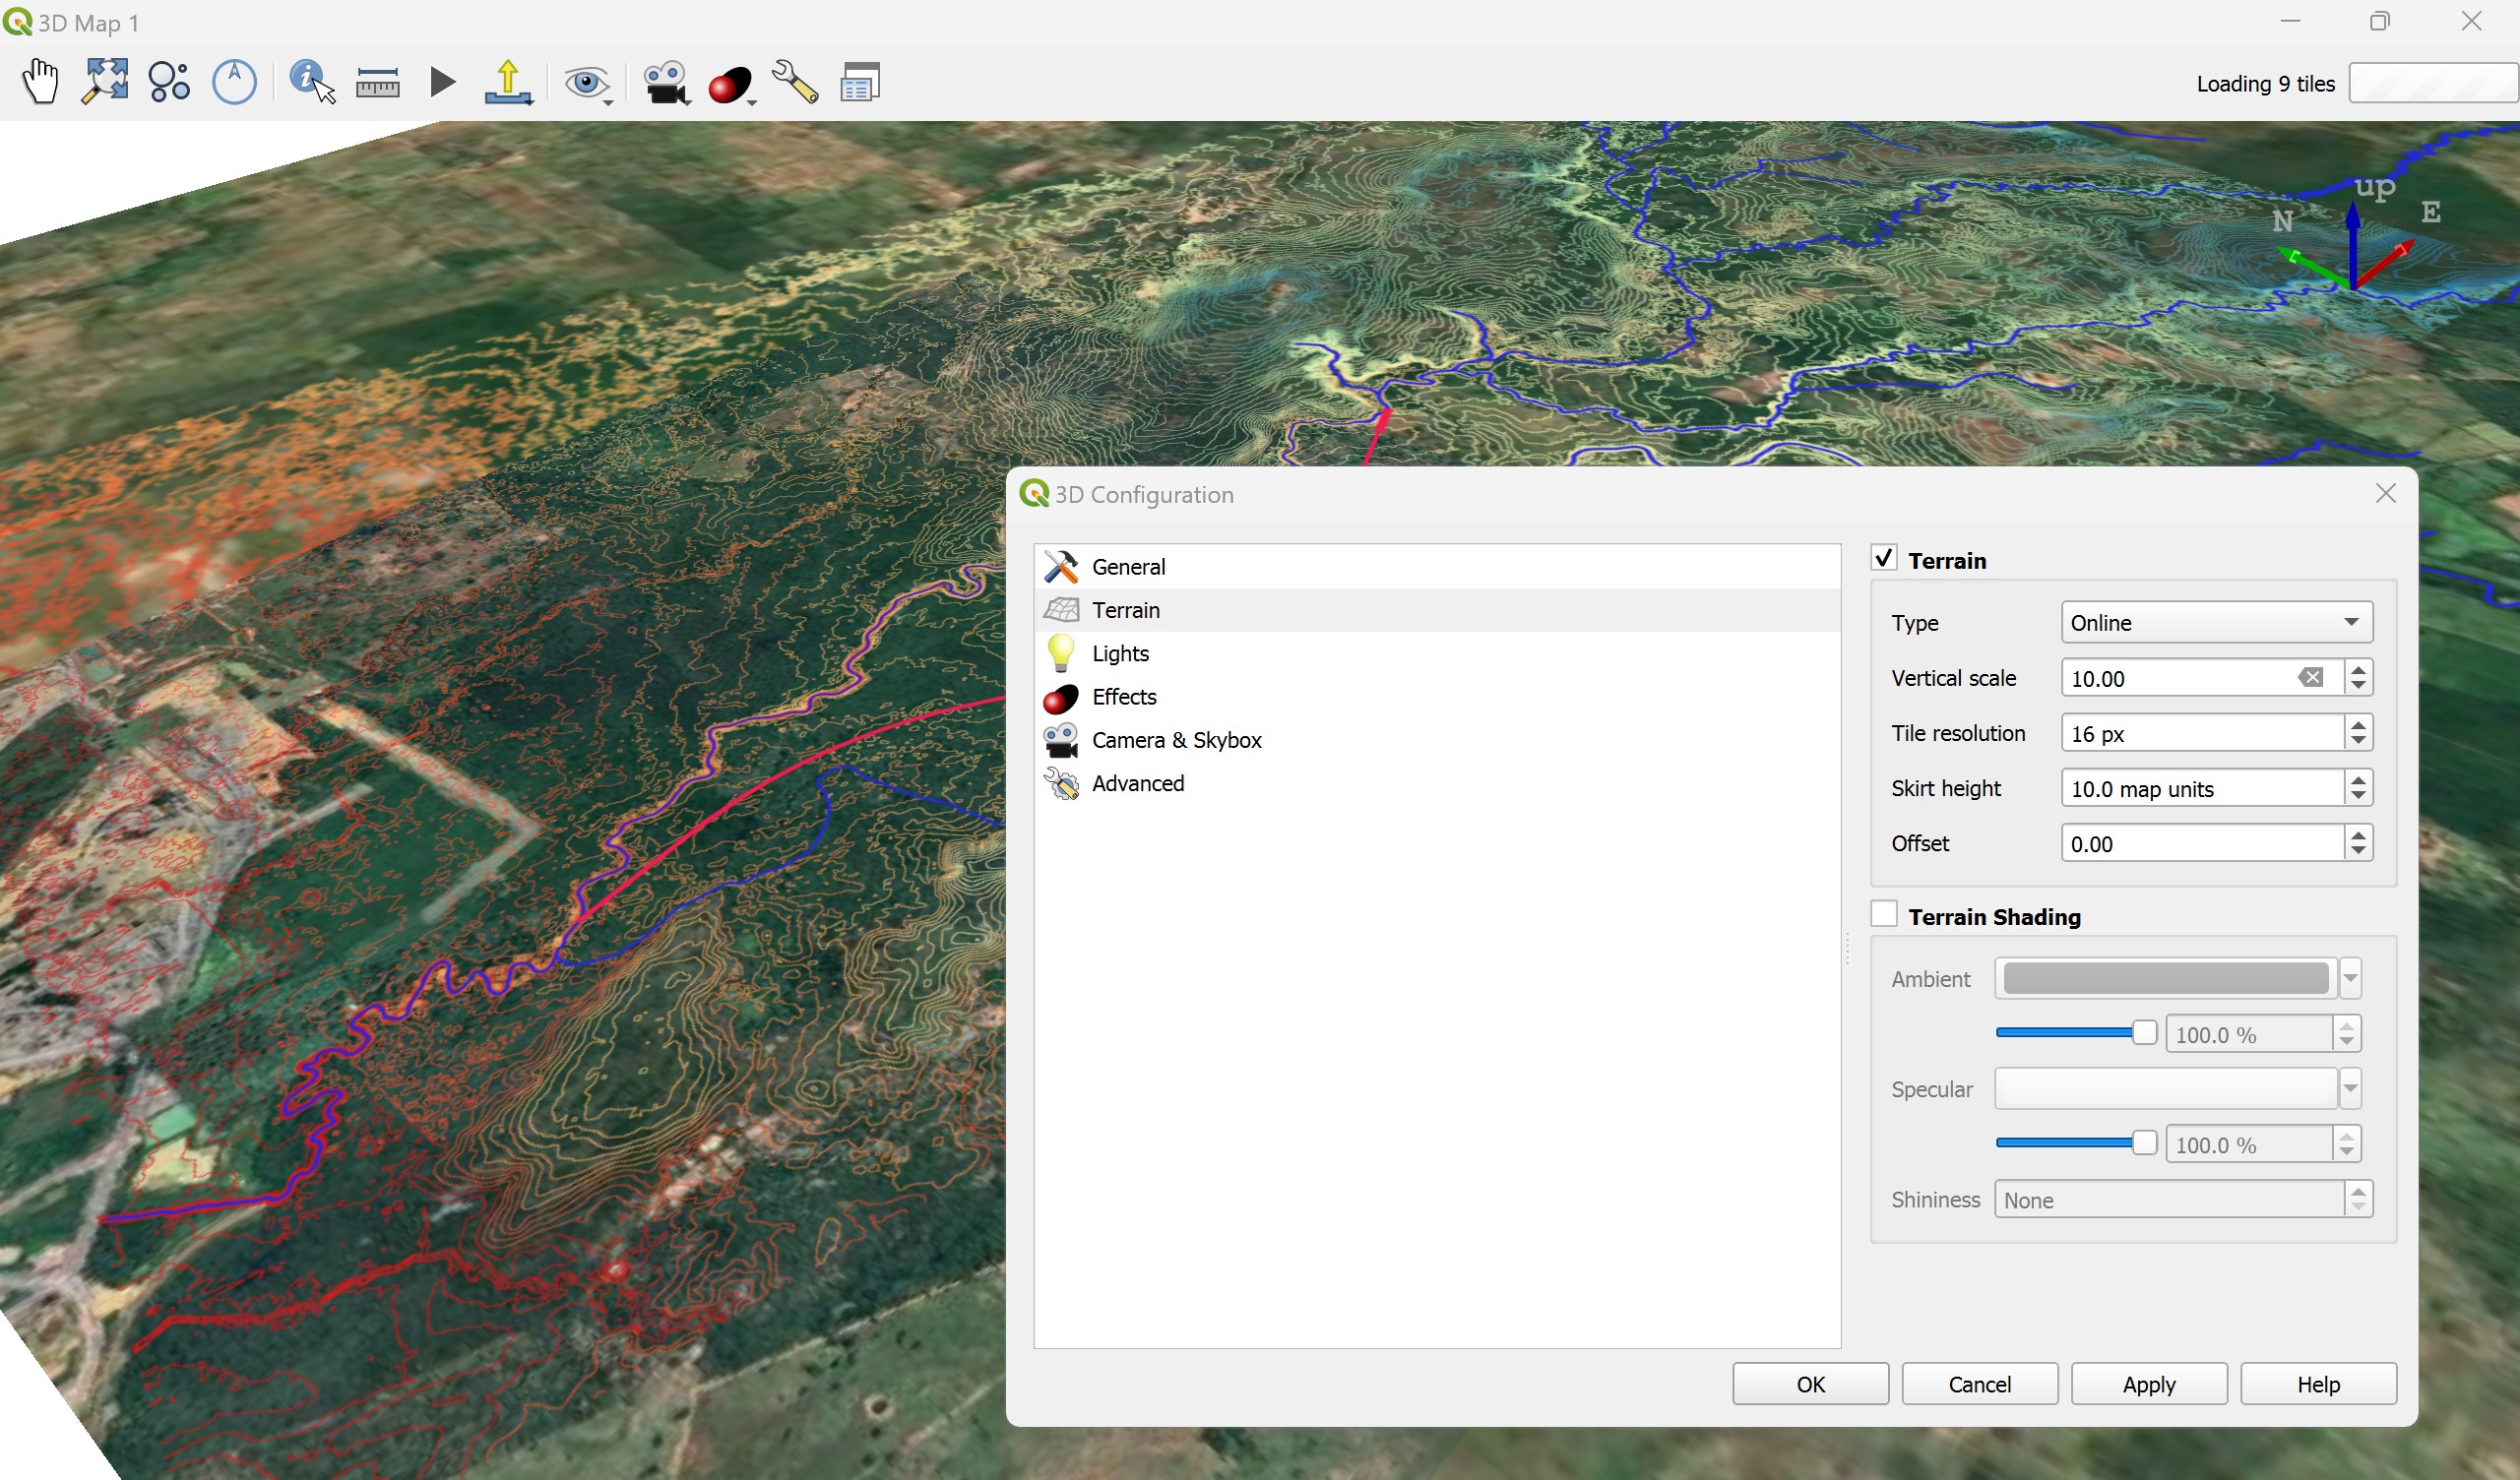 3D Map 1
Loading 9 tiles
up
N
E
3D Configuration
General
Terrain
Lights
Effects
Camera & Skybox
Advanced
Terrain
Type Online
Vertical scale 10.00
Tile resolution 16 px
Skirt height 10.0 map units
Offset 0.00
Terrain Shading
Ambient
100.0 %
Specular
100.0 %
Shininess None
OK Cancel Apply Help